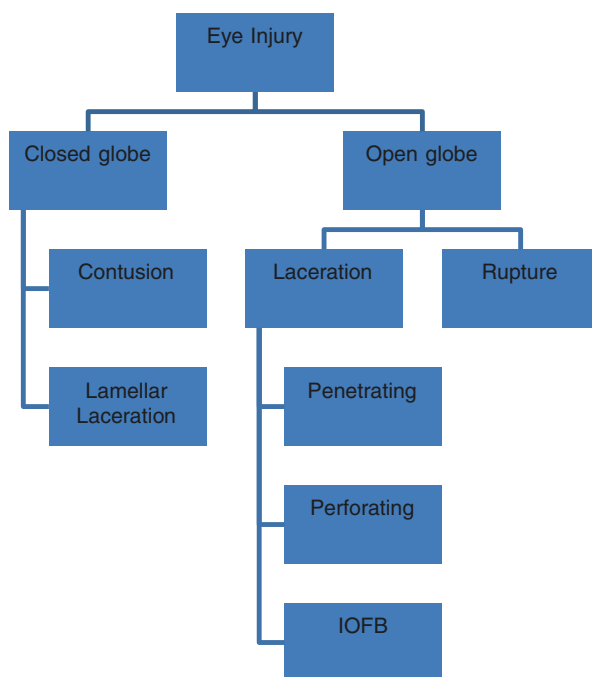 Eye Injury
Closed globe
Open globe
Contusion
Laceration
Rupture
Lamellar
Laceration
Penetrating
Perforating
IOFB